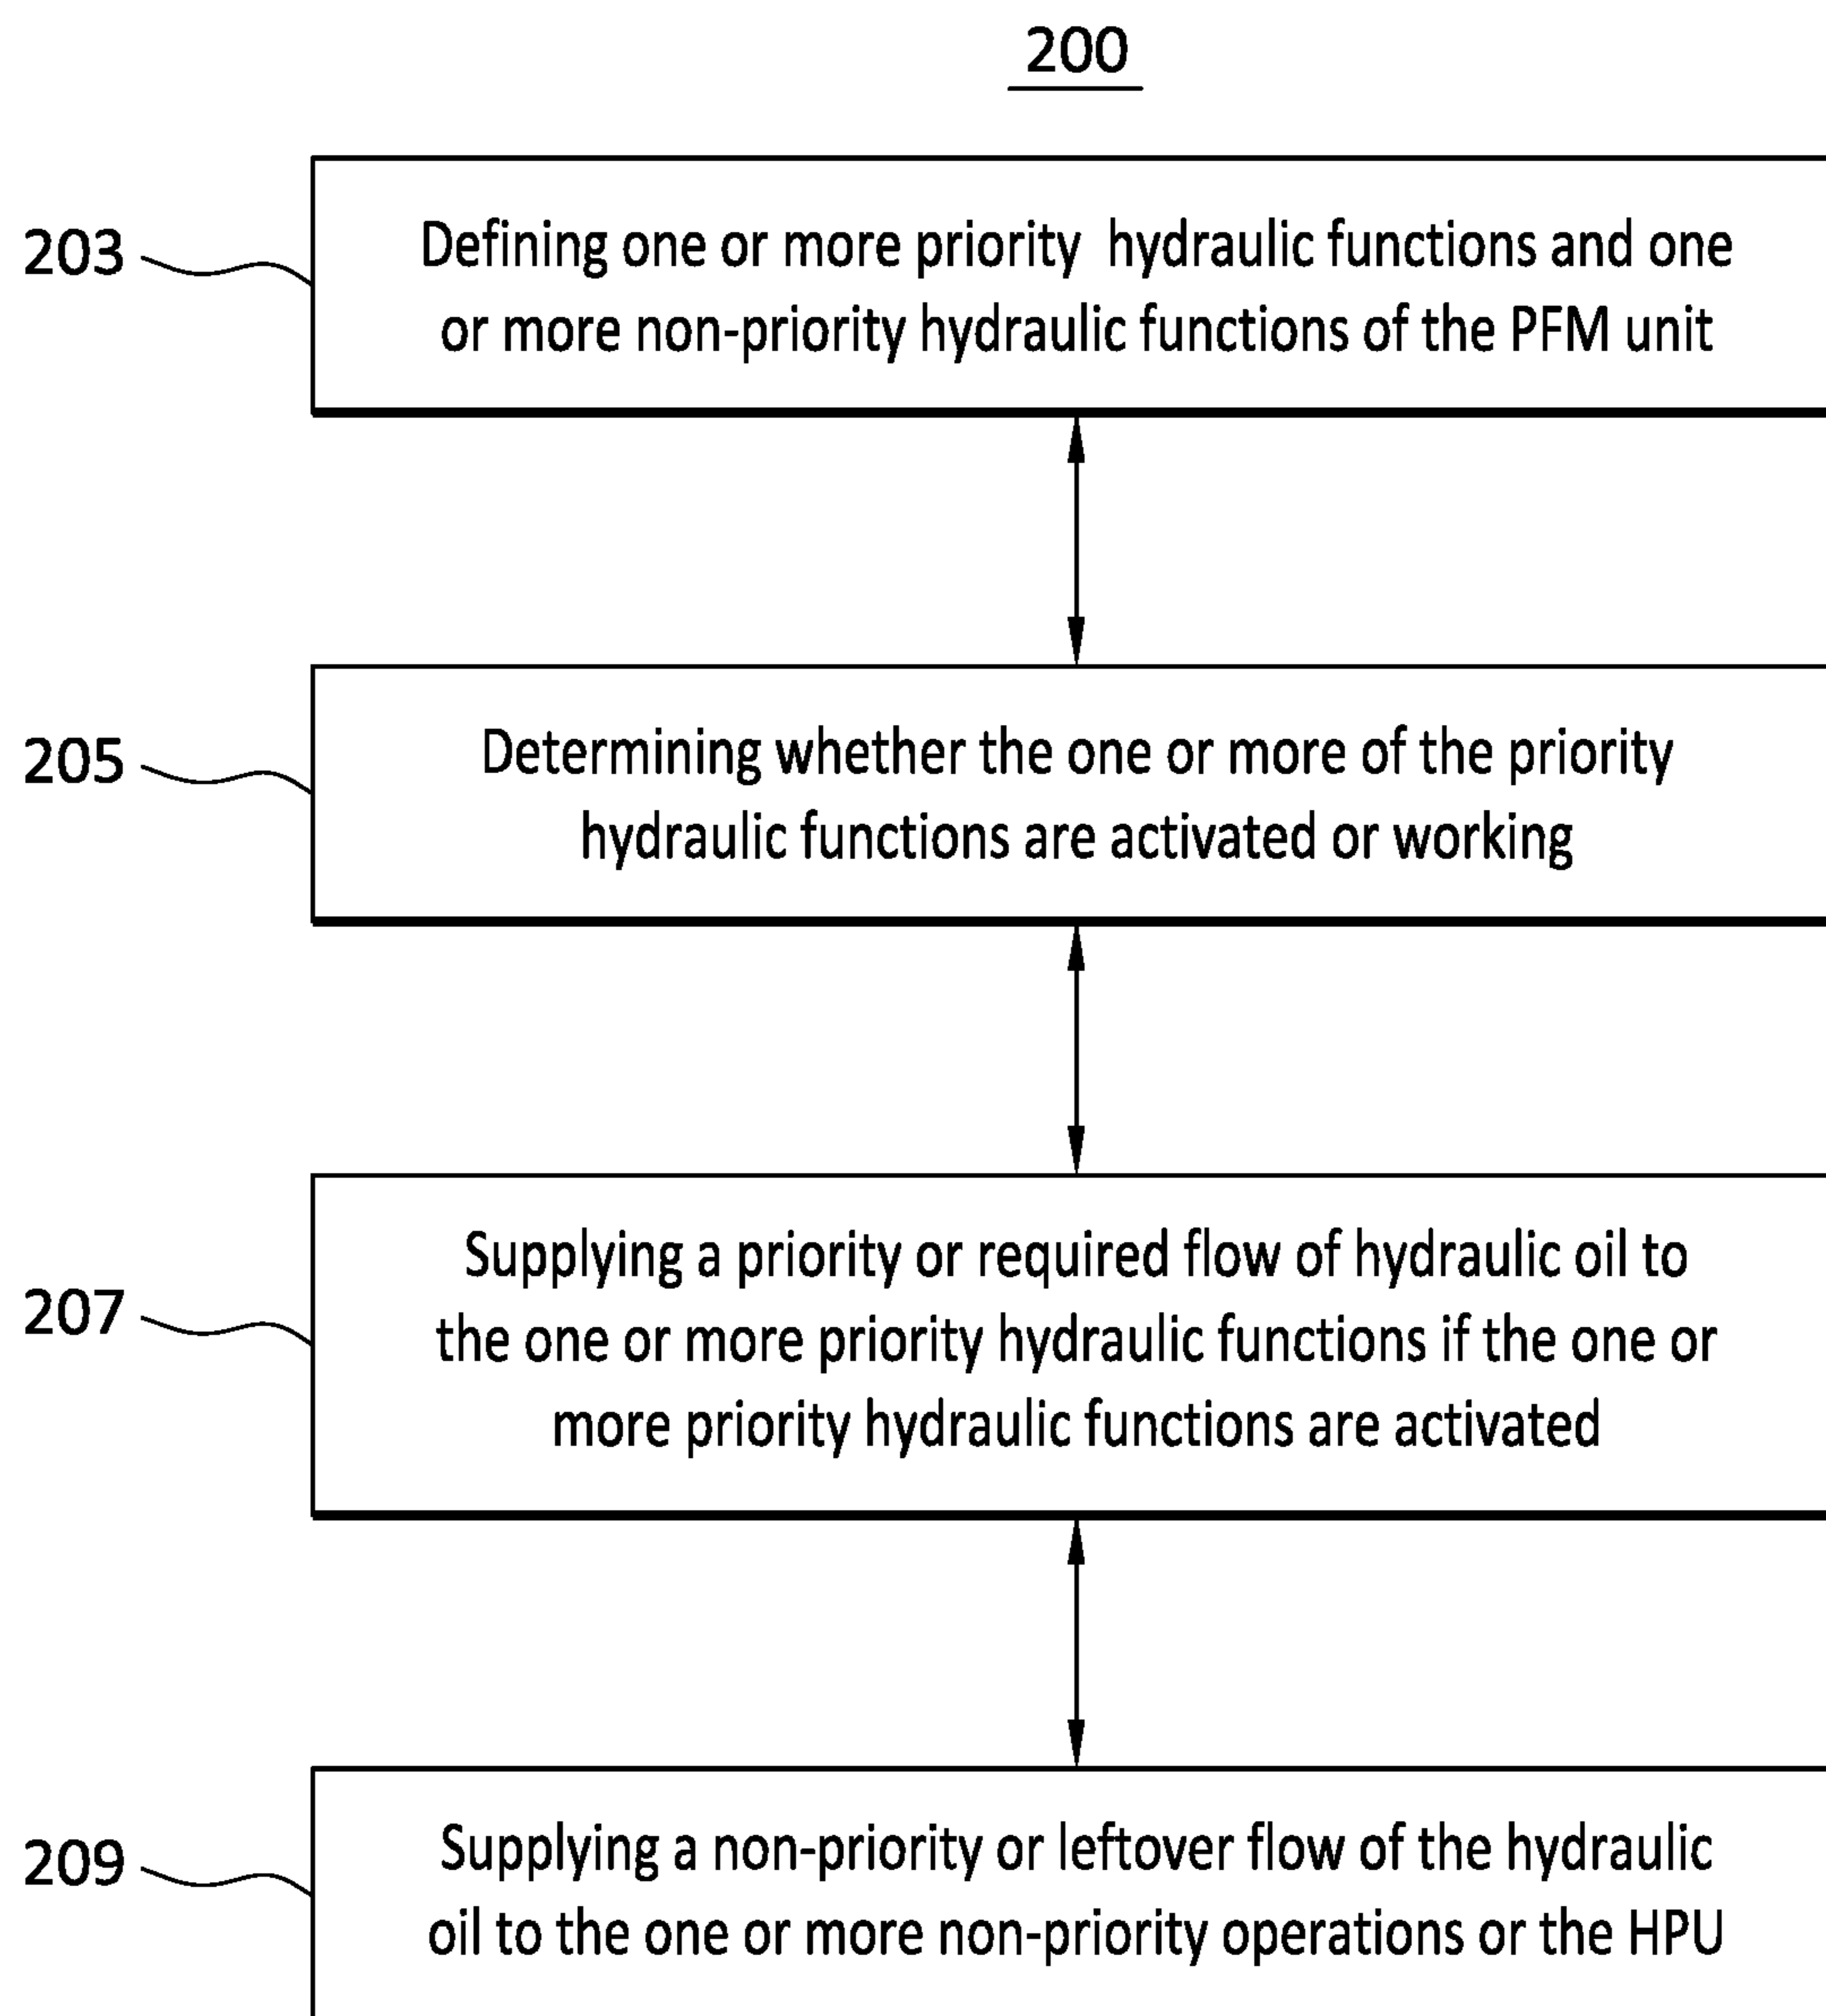 200
203
Defining one or more priority hydraulic functions and one
or more non-priority hydraulic functions of the PFM unit
205
Determining whether the one or more of the priority
hydraulic functions are activated or working
207
Supplying a priority or required flow of hydraulic oil to
the one or more priority hydraulic functions if the one or
more priority hydraulic functions are activated
209
Supplying a non-priority or leftover flow of the hydraulic
oil to the one or more non-priority operations or the HPU